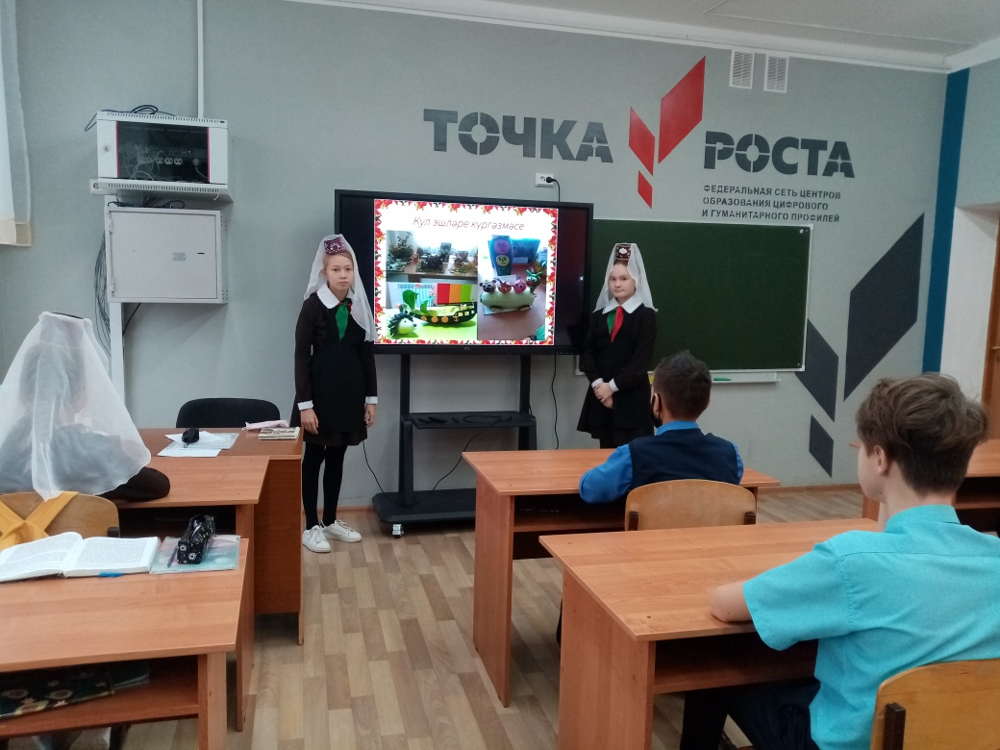 ТОЧКА РОСТА
ФЕДЕРАЛЬНАЯ СЕТЬ ЦЕНТРОВ
ОБРАЗОВАНИЯ ЦИФРОВОГО
И ГУМАНИТАРНОГО ПРОФИЛЕЙ
Кул эшләре күргәзмәсе